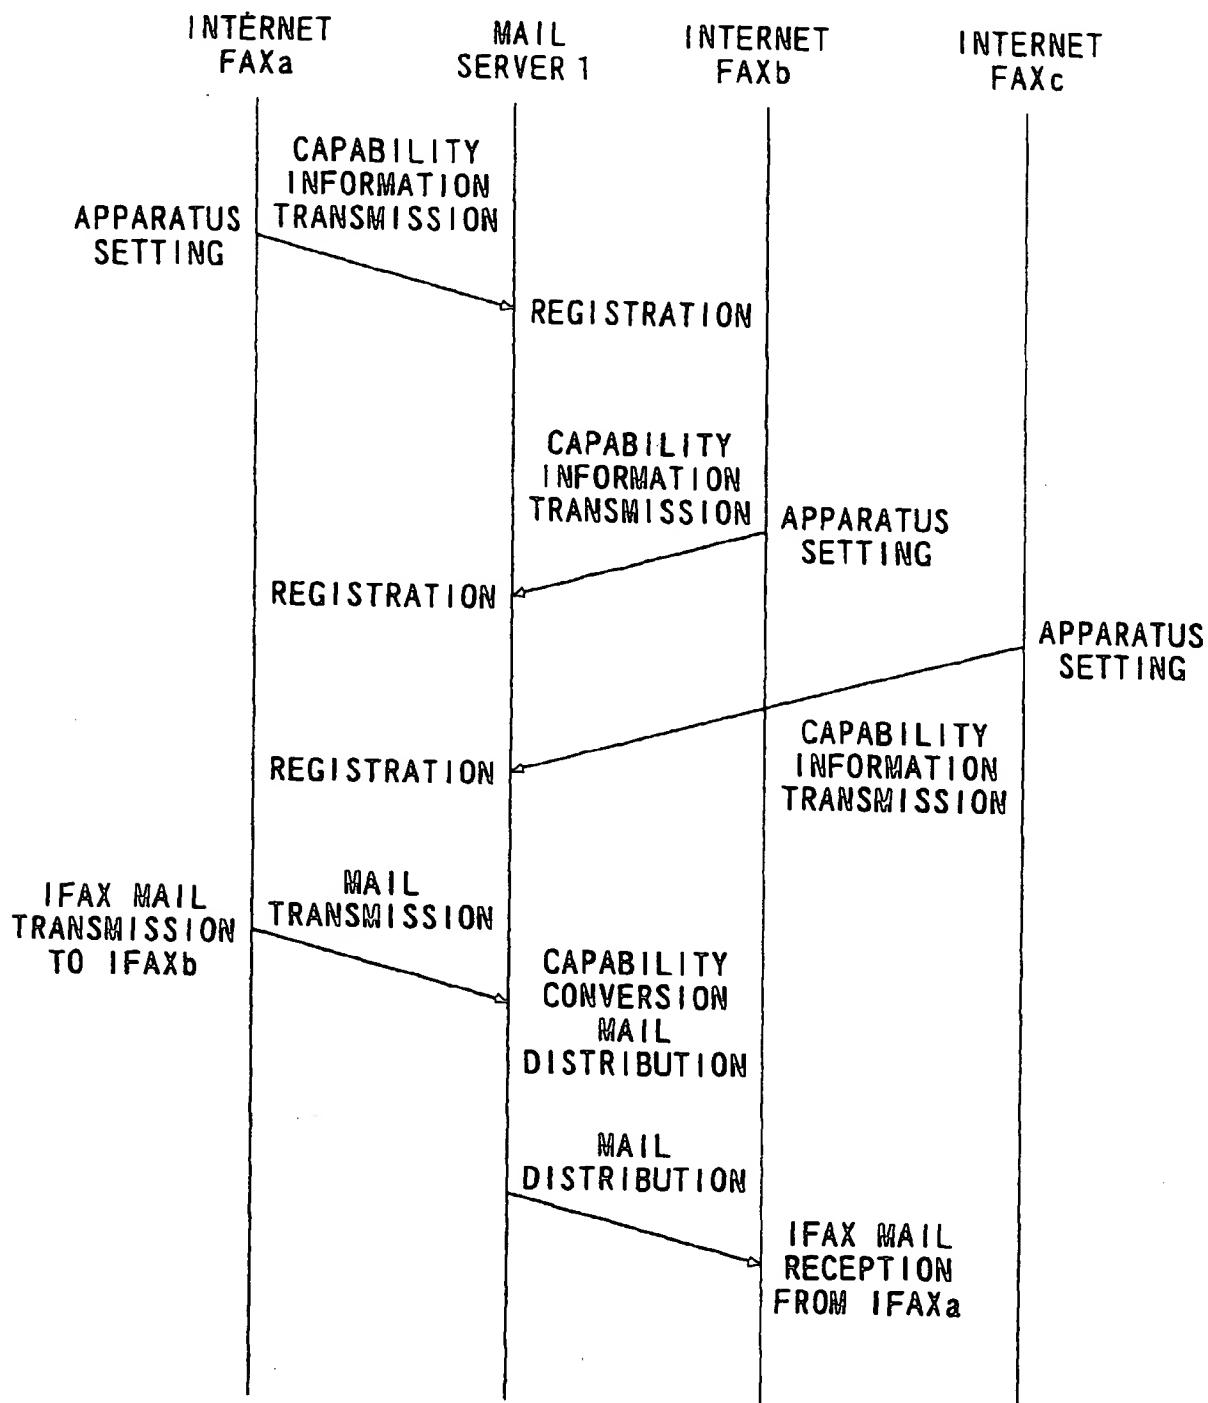 INTERNET
FAXa
MAIL
SERVER 1
INTERNET
FAXb
INTERNET
FAXc
CAPABILITY
INFORMATION
TRANSMISSION
APPARATUS
SETTING
REGISTRATION
CAPABILITY
INFORMATION
TRANSMISSION
APPARATUS
SETTING
REGISTRATION
APPARATUS
SETTING
CAPABILITY
INFORMATION
TRANSMISSION
REGISTRATION
IFAX MAIL
TRANSMISSION
TO IFAXb
MAIL
TRANSMISSION
CAPABILITY
CONVERSION
MAIL
DISTRIBUTION
MAIL
DISTRIBUTION
IFAX MAIL
RECEPTION
FROM IFAXa